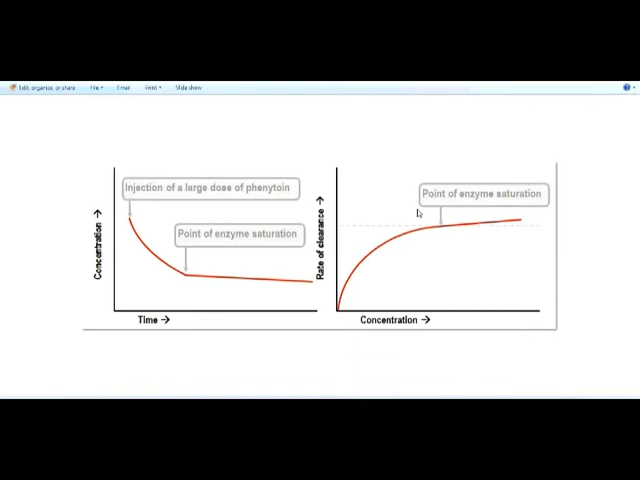 Edit, organize, or share File Email Print Slide show
Injection of a large dose of phenytoin
Point of enzyme saturation
Concentration →
Time →
Point of enzyme saturation
Rate of clearance →
Concentration →